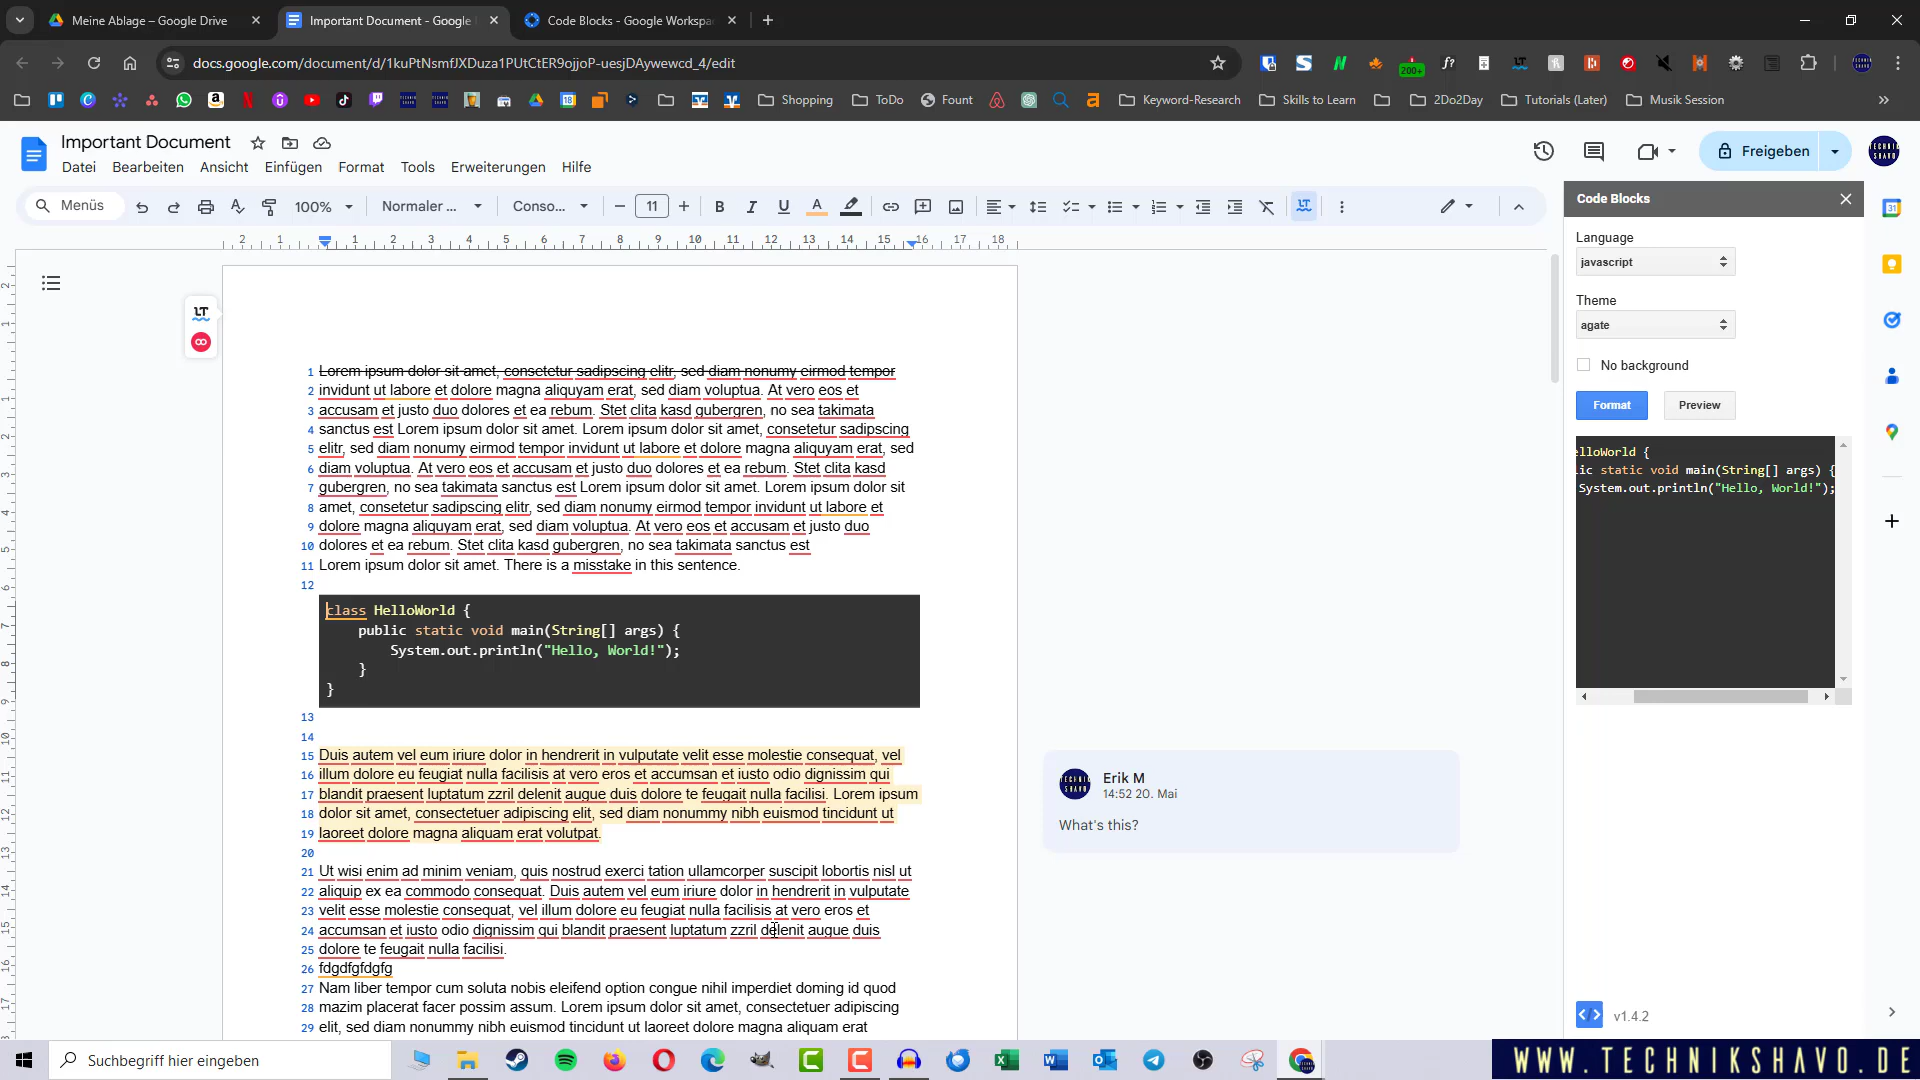 Meine Ablage – Google Drive
Important Document - Google
Code Blocks - Google Workspa
docs.google.com/document/d/1kuPtNsmfJXDuza1PUtCtER9ojjoP-uesjDAywewcd_4/edit
200+
Shopping
ToDo
Fount
Keyword-Research
Skills to Learn
2Do2Day
Tutorials (Later)
Musik Session
Important Document
Datei Bearbeiten Ansicht Einfügen Format Tools Erweiterungen Hilfe
Freigeben
Menüs
100%
Normaler ...
Conso...
11
2 1 1 2 3 4 5 6 7 8 9 10 11 12 13 14 15 16 17 18
1 Lorem ipsum dolor sit amet, consetetur sadipscing elitr, sed diam nonumy eirmod tempor
2 invidunt ut labore et dolore magna aliquyam erat, sed diam voluptua. At vero eos et
3 accusam et justo duo dolores et ea rebum. Stet clita kasd gubergren, no sea takimata
4 sanctus est Lorem ipsum dolor sit amet. Lorem ipsum dolor sit amet, consetetur sadipscing
5 elitr, sed diam nonumy eirmod tempor invidunt ut labore et dolore magna aliquyam erat, sed
6 diam voluptua. At vero eos et accusam et justo duo dolores et ea rebum. Stet clita kasd
7 gubergren, no sea takimata sanctus est Lorem ipsum dolor sit amet. Lorem ipsum dolor sit
8 amet, consetetur sadipscing elitr, sed diam nonumy eirmod tempor invidunt ut labore et
9 dolore magna aliquyam erat, sed diam voluptua. At vero eos et accusam et justo duo
10 dolores et ea rebum. Stet clita kasd gubergren, no sea takimata sanctus est
11 Lorem ipsum dolor sit amet. There is a misstake in this sentence.
12
class HelloWorld {
public static void main(String[] args) {
System.out.println("Hello, World!");
}
}
13
14
15 Duis autem vel eum iriure dolor in hendrerit in vulputate velit esse molestie consequat, vel
16 illum dolore eu feugiat nulla facilisis at vero eros et accumsan et iusto odio dignissim qui
17 blandit praesent luptatum zzril delenit augue duis dolore te feugait nulla facilisi. Lorem ipsum
18 dolor sit amet, consectetuer adipiscing elit, sed diam nonummy nibh euismod tincidunt ut
19 laoreet dolore magna aliquam erat volutpat.
20
21 Ut wisi enim ad minim veniam, quis nostrud exerci tation ullamcorper suscipit lobortis nisl ut
22 aliquip ex ea commodo consequat. Duis autem vel eum iriure dolor in hendrerit in vulputate
23 velit esse molestie consequat, vel illum dolore eu feugiat nulla facilisis at vero eros et
24 accumsan et iusto odio dignissim qui blandit praesent luptatum zzril delenit augue duis
25 dolore te feugait nulla facilisi.
26 fdgdfgfdgfg
27 Nam liber tempor cum soluta nobis eleifend option congue nihil imperdiet doming id quod
28 mazim placerat facer possim assum. Lorem ipsum dolor sit amet, consectetuer adipiscing
29 elit, sed diam nonummy nibh euismod tincidunt ut laoreet dolore magna aliquam erat
Erik M
14:52 20. Mai
What's this?
Code Blocks
Language
javascript
Theme
agate
No background
Format
Preview
elloWorld {
lic static void main(String[] args) {
System.out.println("Hello, World!");
v1.4.2
Suchbegriff hier eingeben
WWW.TECHNIKSHAVO.DE